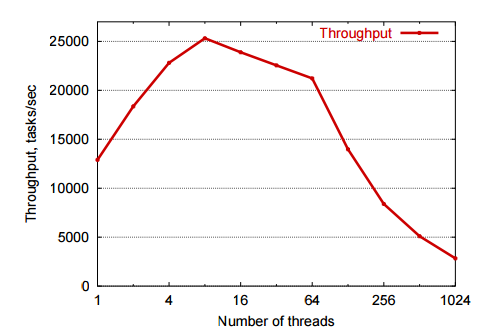 Throughput
25000
20000
15000
10000
5000
0
Throughput, tasks/sec
1 4 16 64 256 1024
Number of threads